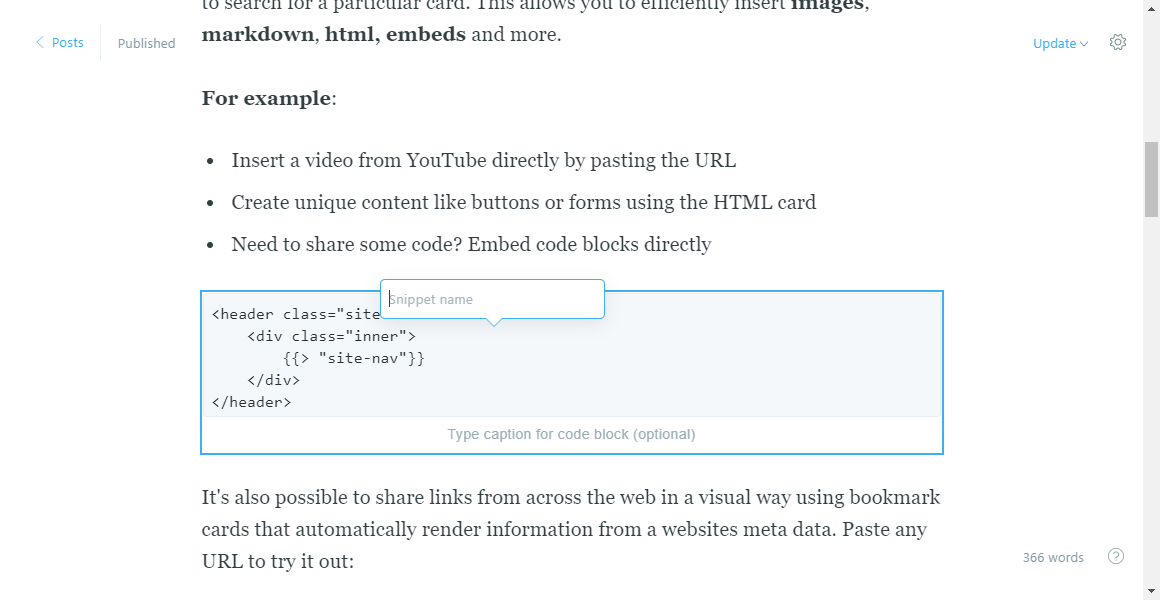 to search for a particular card. This allows you to efficiently insert images,
Posts
Published
markdown, html, embeds and more.
Update
For example:
• Insert a video from YouTube directly by pasting the URL
• Create unique content like buttons or forms using the HTML card
• Need to share some code? Embed code blocks directly
Snippet name
<header class="site
<div class="inner">
{{> "site-nav"}}
</div>
</header>
Type caption for code block (optional)
It's also possible to share links from across the web in a visual way using bookmark
cards that automatically render information from a websites meta data. Paste any
URL to try it out:
366 words
?